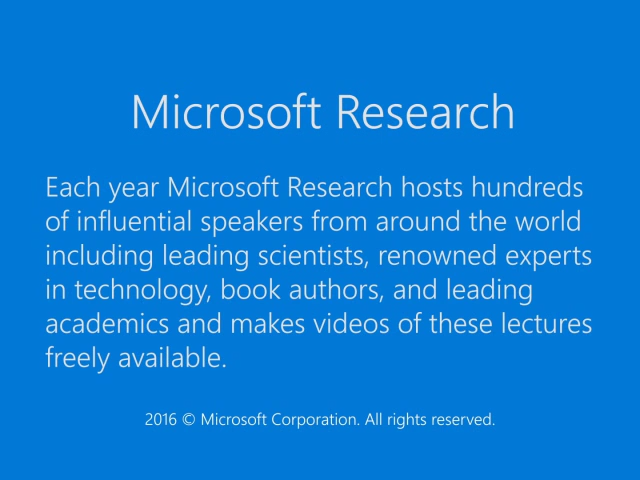 Microsoft Research
Each year Microsoft Research hosts hundreds
of influential speakers from around the world
including leading scientists, renowned experts
in technology, book authors, and leading
academics and makes videos of these lectures
freely available.
2016 © Microsoft Corporation. All rights reserved.